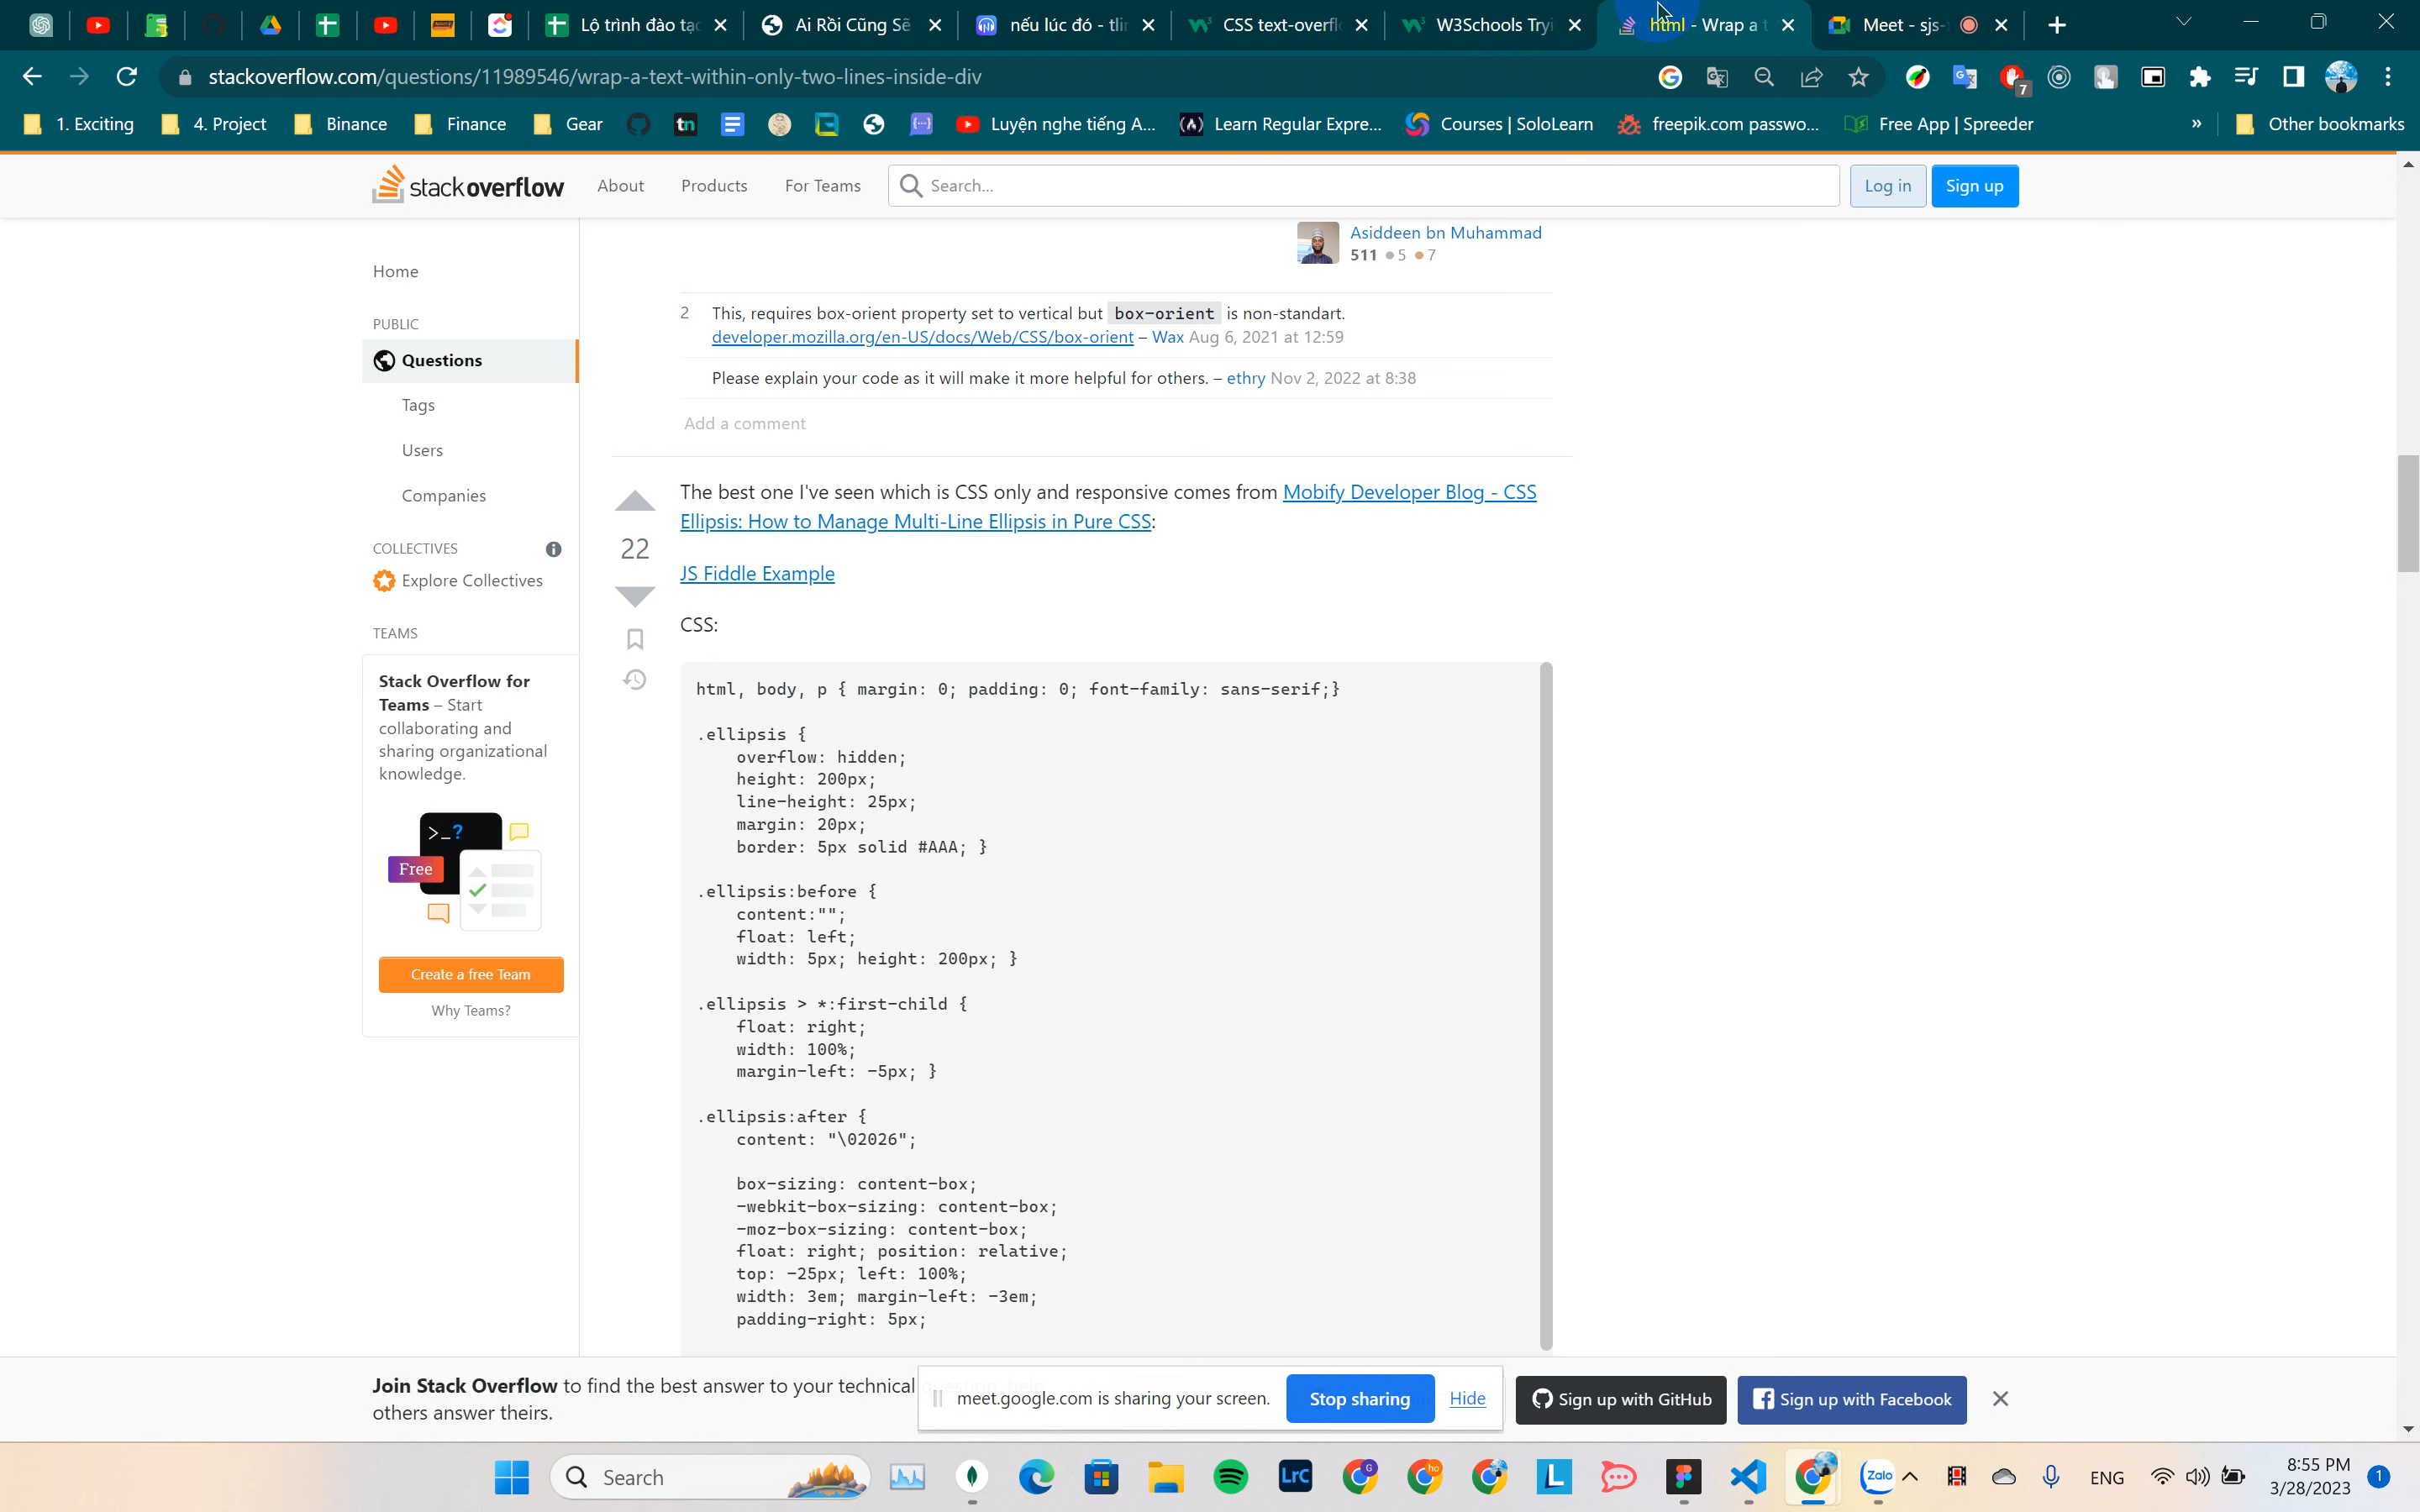 Lộ trình đào tạo
Ai Rồi Cũng Sẽ
nếu lúc đó - tlin
CSS text-overfl
W3Schools Tryi
html - Wrap a t
Meet - sjs-
stackoverflow.com/questions/11989546/wrap-a-text-within-only-two-lines-inside-div
7
1. Exciting
4. Project
Binance
Finance
Gear
tn
Luyện nghe tiếng A...
Learn Regular Expre...
Courses | SoloLearn
freepik.com passwo...
Free App | Spreeder
»
Other bookmarks
stackoverflow
About
Products
For Teams
Search...
Log in
Sign up
Home
PUBLIC
Questions
Tags
Users
Companies
COLLECTIVES
Explore Collectives
TEAMS
Stack Overflow for
Teams – Start
collaborating and
sharing organizational
knowledge.
>_?
Free
Create a free Team
Why Teams?
Asiddeen bn Muhammad
511 5 7
2 This, requires box-orient property set to vertical but box-orient is non-standart.
developer.mozilla.org/en-US/docs/Web/CSS/box-orient – Wax Aug 6, 2021 at 12:59
Please explain your code as it will make it more helpful for others. – ethry Nov 2, 2022 at 8:38
Add a comment
22
The best one I've seen which is CSS only and responsive comes from Mobify Developer Blog - CSS
Ellipsis: How to Manage Multi-Line Ellipsis in Pure CSS:
JS Fiddle Example
CSS:
html, body, p { margin: 0; padding: 0; font-family: sans-serif;}
.ellipsis {
overflow: hidden;
height: 200px;
line-height: 25px;
margin: 20px;
border: 5px solid #AAA; }
.ellipsis:before {
content:"";
float: left;
width: 5px; height: 200px; }
.ellipsis > *:first-child {
float: right;
width: 100%;
margin-left: -5px; }
.ellipsis:after {
content: "\02026";
box-sizing: content-box;
-webkit-box-sizing: content-box;
-moz-box-sizing: content-box;
float: right; position: relative;
top: -25px; left: 100%;
width: 3em; margin-left: -3em;
padding-right: 5px;
Join Stack Overflow to find the best answer to your technical
others answer theirs.
meet.google.com is sharing your screen.
Stop sharing
Hide
Sign up with GitHub
Sign up with Facebook
Search
LrC
G
ho
L
Zalo
ENG
8:55 PM
3/28/2023
1